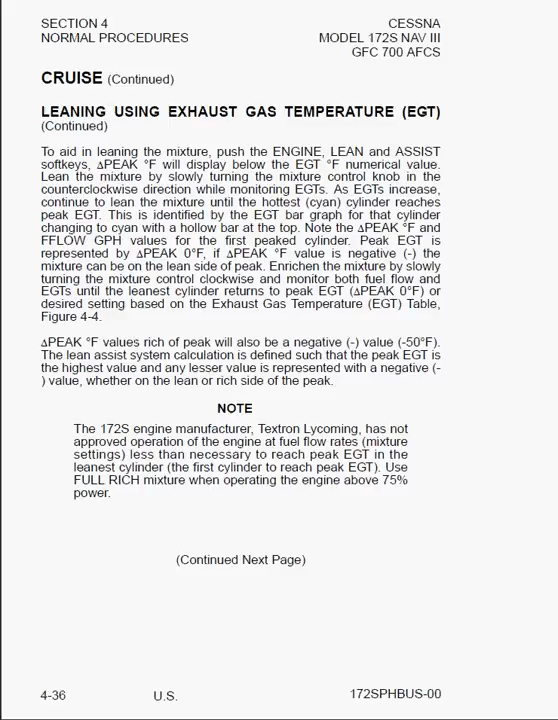 SECTION 4
NORMAL PROCEDURES
CESSNA
MODEL 172S NAV III
GFC 700 AFCS
CRUISE (Continued)
LEANING USING EXHAUST GAS TEMPERATURE (EGT)
(Continued)
To aid in leaning the mixture, push the ENGINE, LEAN and ASSIST
softkeys, ∆PEAK °F will display below the EGT °F numerical value.
Lean the mixture by slowly turning the mixture control knob in the
counterclockwise direction while monitoring EGTs. As EGTs increase,
continue to lean the mixture until the hottest (cyan) cylinder reaches
peak EGT. This is identified by the EGT bar graph for that cylinder
changing to cyan with a hollow bar at the top. Note the ∆PEAK °F and
FFLOW GPH values for the first peaked cylinder. Peak EGT is
represented by ∆PEAK 0°F, if ∆PEAK °F value is negative (-) the
mixture can be on the lean side of peak. Enrichen the mixture by slowly
turning the mixture control clockwise and monitor both fuel flow and
EGTs until the leanest cylinder returns to peak EGT (∆PEAK 0°F) or
desired setting based on the Exhaust Gas Temperature (EGT) Table,
Figure 4-4.
∆PEAK °F values rich of peak will also be a negative (-) value (-50°F).
The lean assist system calculation is defined such that the peak EGT is
the highest value and any lesser value is represented with a negative (-
) value, whether on the lean or rich side of the peak.
NOTE
The 172S engine manufacturer, Textron Lycoming, has not
approved operation of the engine at fuel flow rates (mixture
settings) less than necessary to reach peak EGT in the
leanest cylinder (the first cylinder to reach peak EGT). Use
FULL RICH mixture when operating the engine above 75%
power.
(Continued Next Page)
4-36
U.S.
172SPHBUS-00